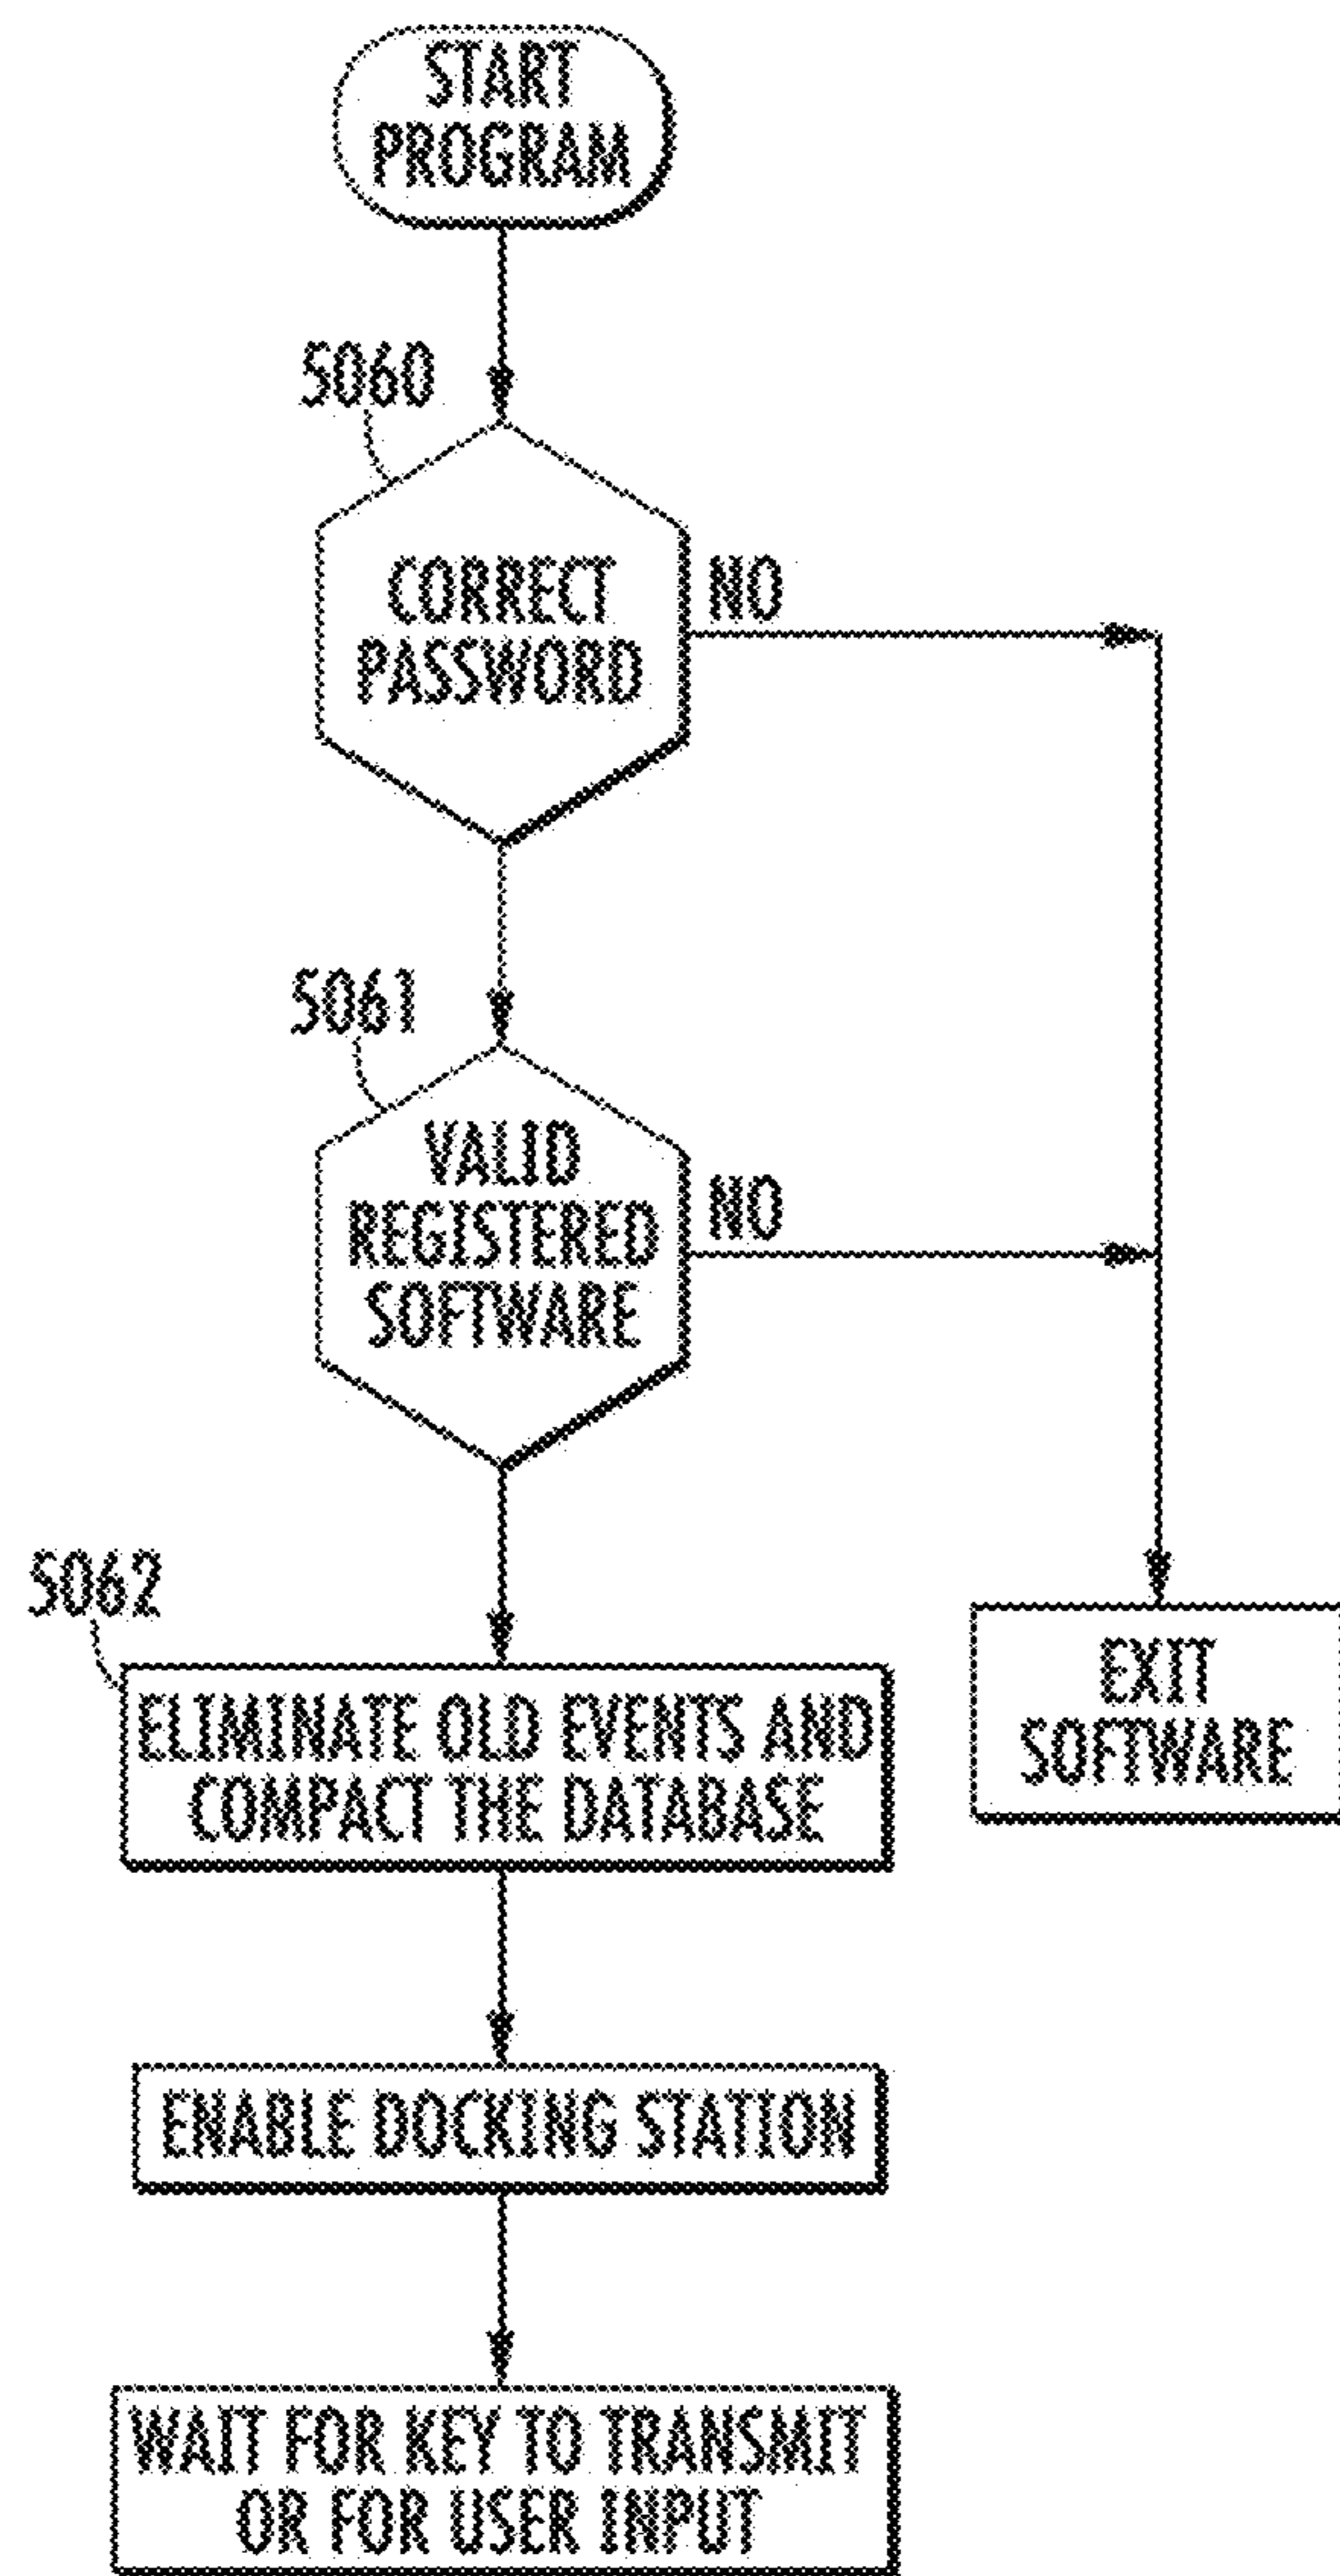 START
PROGRAM
5060
CORRECT
PASSWORD
NO
5061
VALID
REGISTERED
SOFTWARE
NO
5062
ELIMINATE OLD EVENTS AND
COMPACT THE DATABASE
EXIT
SOFTWARE
ENABLE DOCKING STATION
WAIT FOR KEY TO TRANSMIT
OR FOR USER INPUT